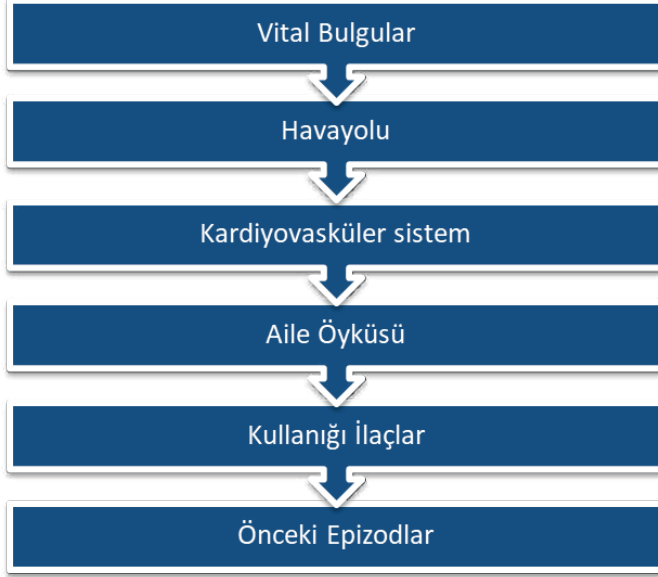 Vital Bulgular
Havayolu
Kardiyovasküler sistem
Aile Öyküsü
Kullanığı İlaçlar
Önceki Epizodlar